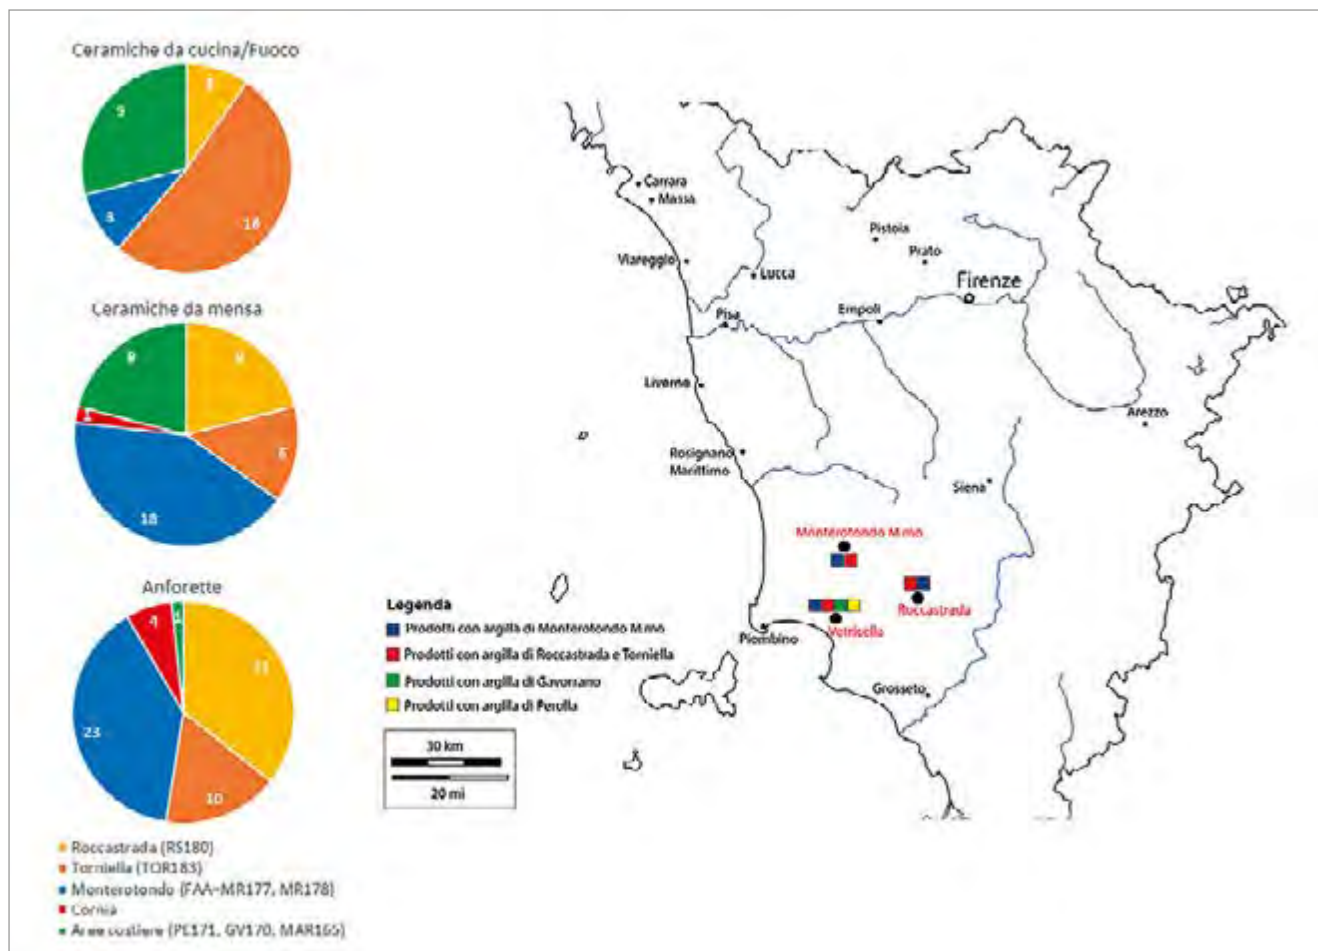 Ceramiche da cucina/Fuoco
9
3
Ceramiche da mensa
9
9
6
1
18
Anforette
4
1
23
10
Roccastrada (RS180)
Torniella (TOR183)
Monterotondo (FAA-MR177, MR178)
Cornia
Aree costiere (PE171, GV170, MAR165)
Carrara
Massa
Pistoia
Prato
Viareggio
Lucca
Firenze
Empoli
Pisa
Livorno
Arezzo
Rosignano
Marittimo
Siena
Monterotondo M.mo
Roccastrada
Vetricella
Piombino
Grosseto
Legenda
Prodotti con argilla di Monterotondo M.mo
Prodotti con argilla di Roccastrada e Torniella
Prodotti con argilla di Gavorrano
Prodotti con argilla di Perolla
30 km
20 mi